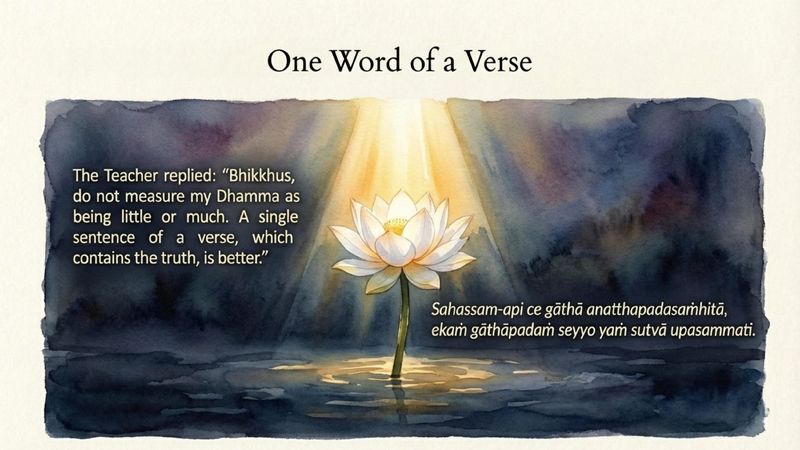 One Word of a Verse
The Teacher replied: “Bhikkhus,
do not measure my Dhamma as
being little or much. A single
sentence of a verse, which
contains the truth, is better.”
Sahassam-api ce gāthā anatthapadasaṁhitā,
ekaṁ gāthāpadaṁ seyyo yaṁ sutvā upasammati.